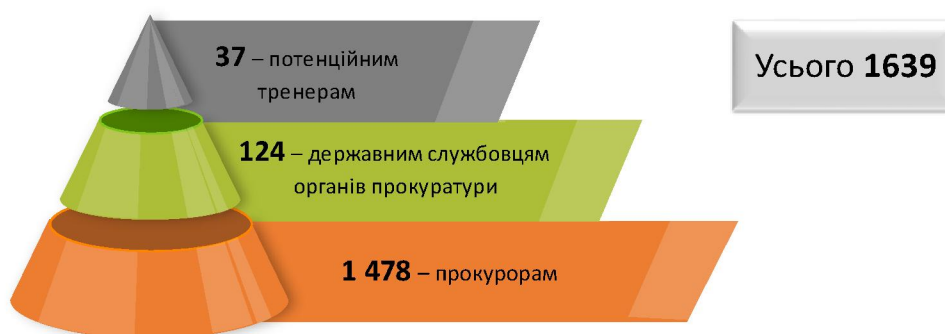 37 – потенційним
тренерам
Усього 1639
124 – державним службовцям
органів прокуратури
1 478 – прокурорам